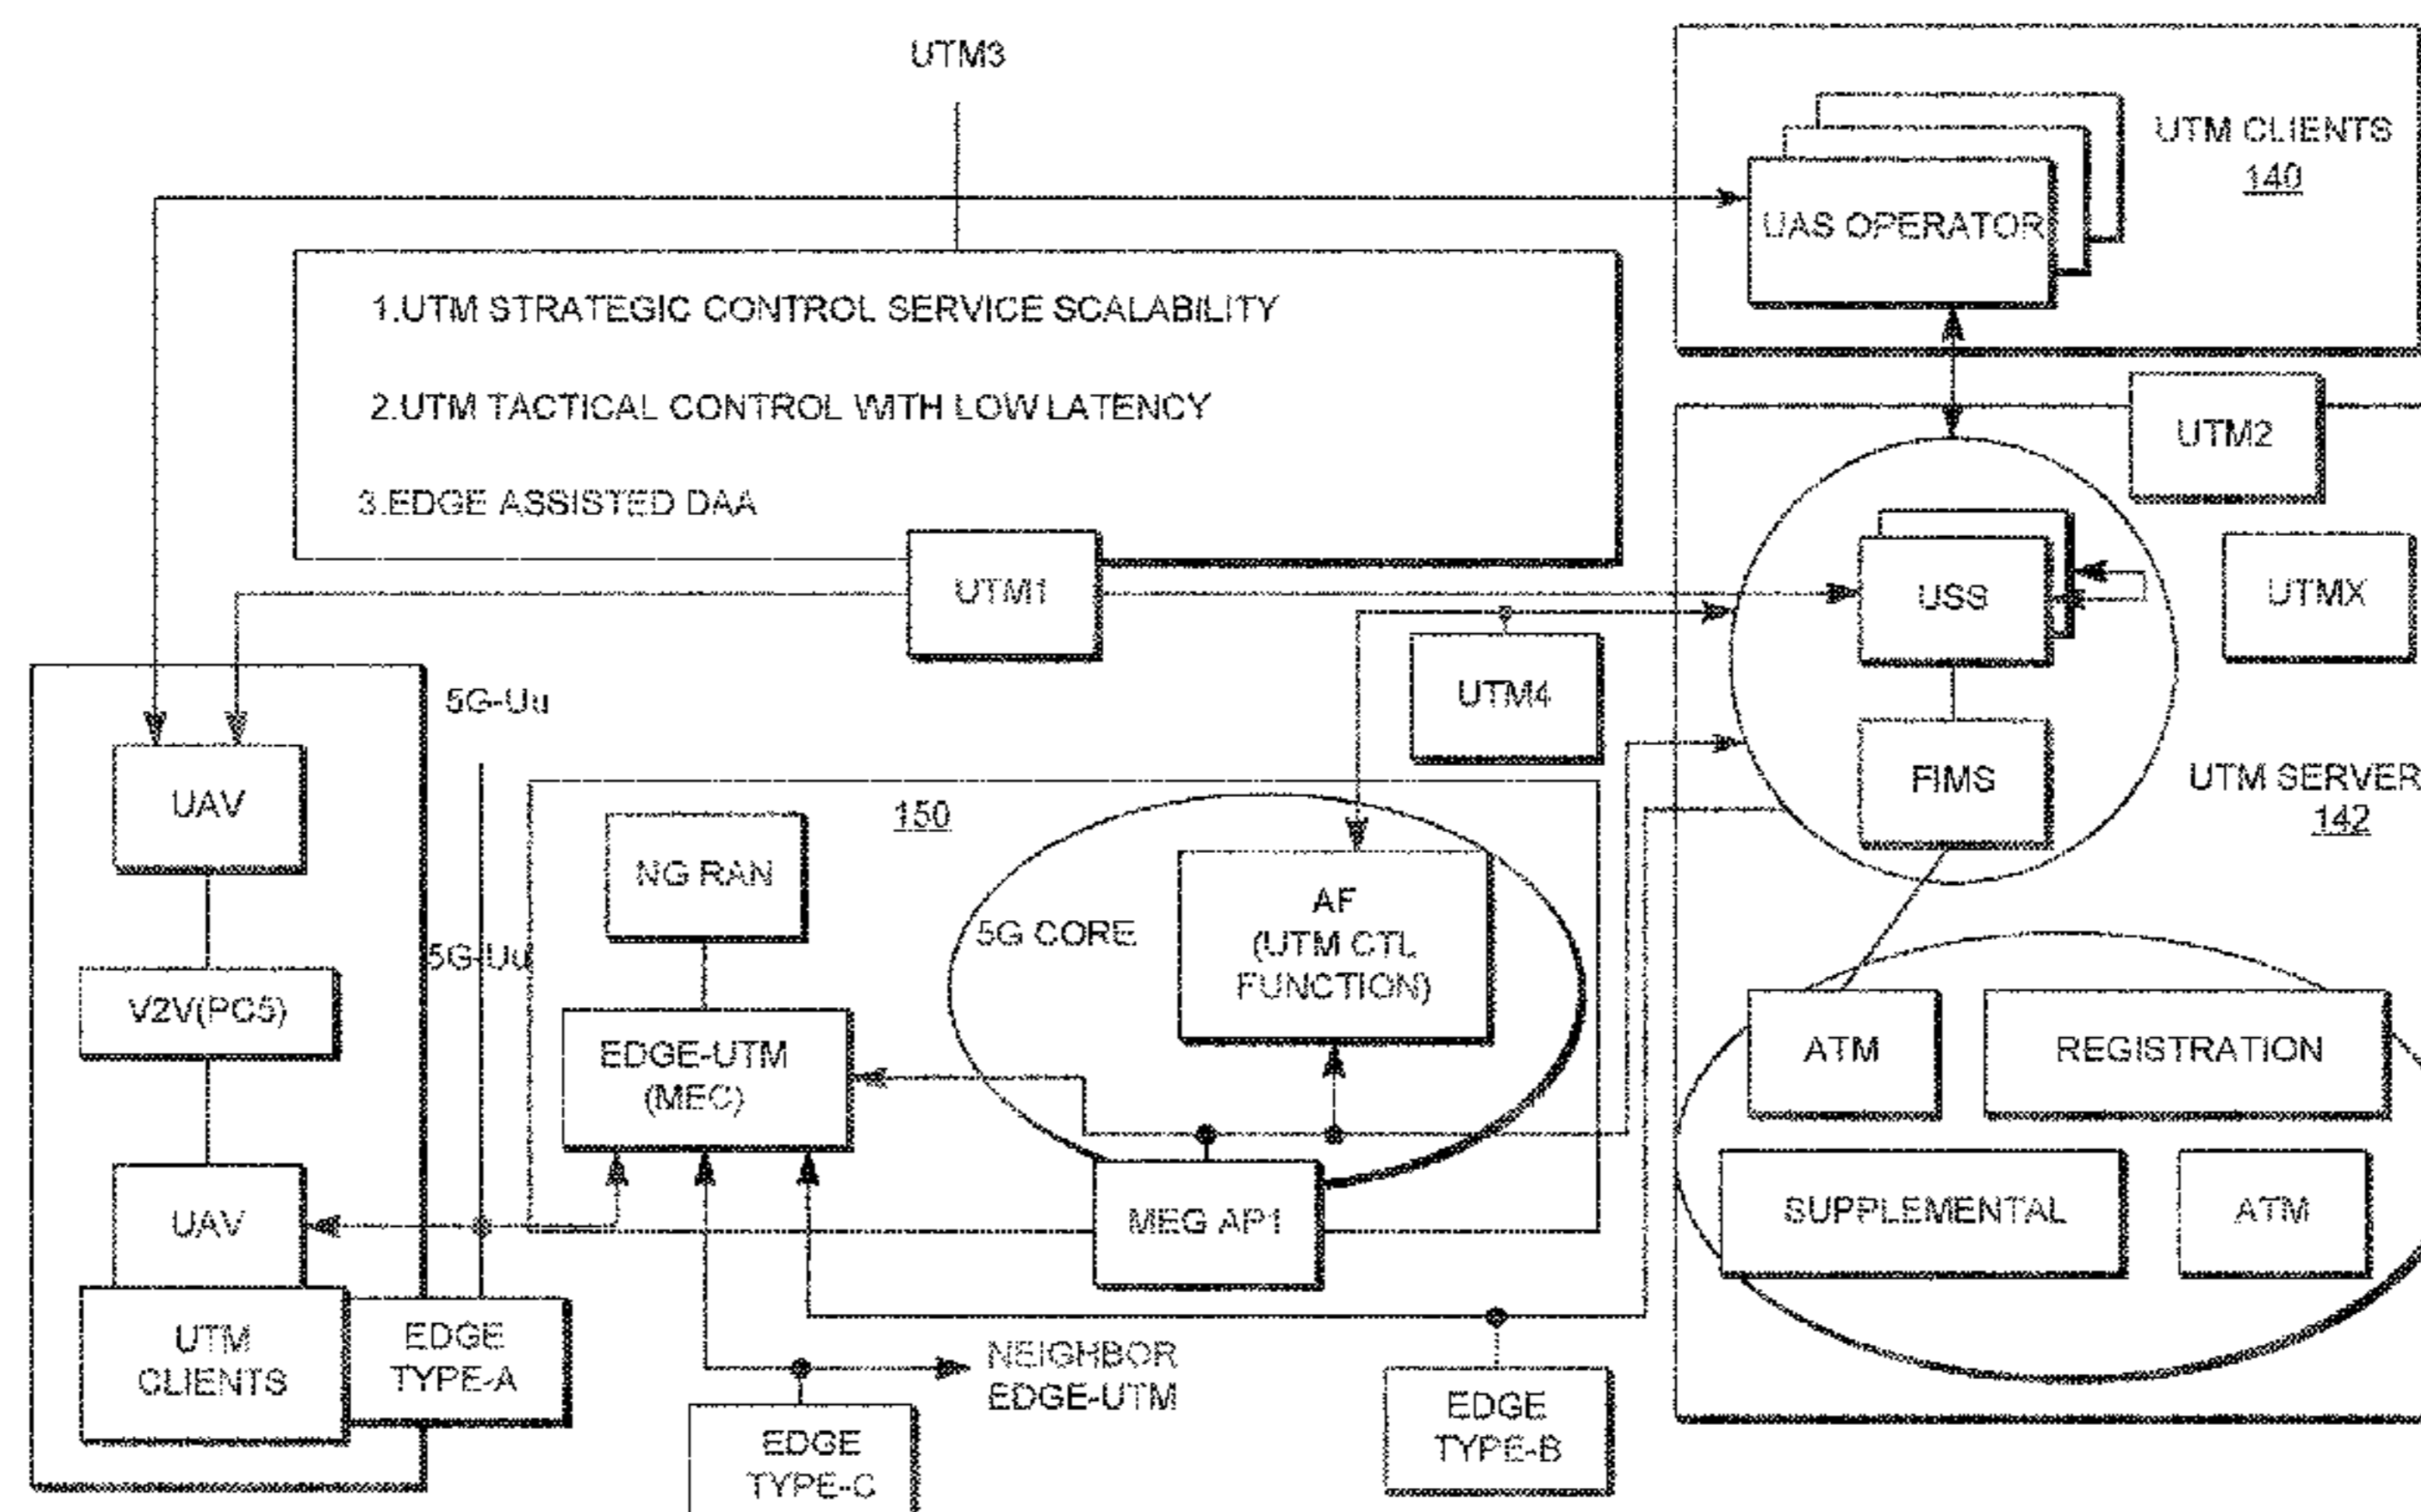 UTM3
UTM CLIENTS
140
UAS OPERATOR
1.UTM STRATEGIC CONTROL SERVICE SCALABILITY
2.UTM TACTICAL CONTROL WITH LOW LATENCY
3.EDGE ASSISTED DAA
UTM2
UTM1
USS
UTMX
5G-Uu
UTM4
UAV
150
FIMS
UTM SERVER
142
NG RAN
AF
(UTM CTL
FUNCTION)
5G CORE
5G-Uu
V2V(PC5)
EDGE-UTM
(MEC)
ATM
REGISTRATION
UAV
MEG AP1
SUPPLEMENTAL
ATM
UTM
CLIENTS
EDGE
TYPE-A
NEIGHBOR
EDGE-UTM
EDGE
TYPE-B
EDGE
TYPE-C